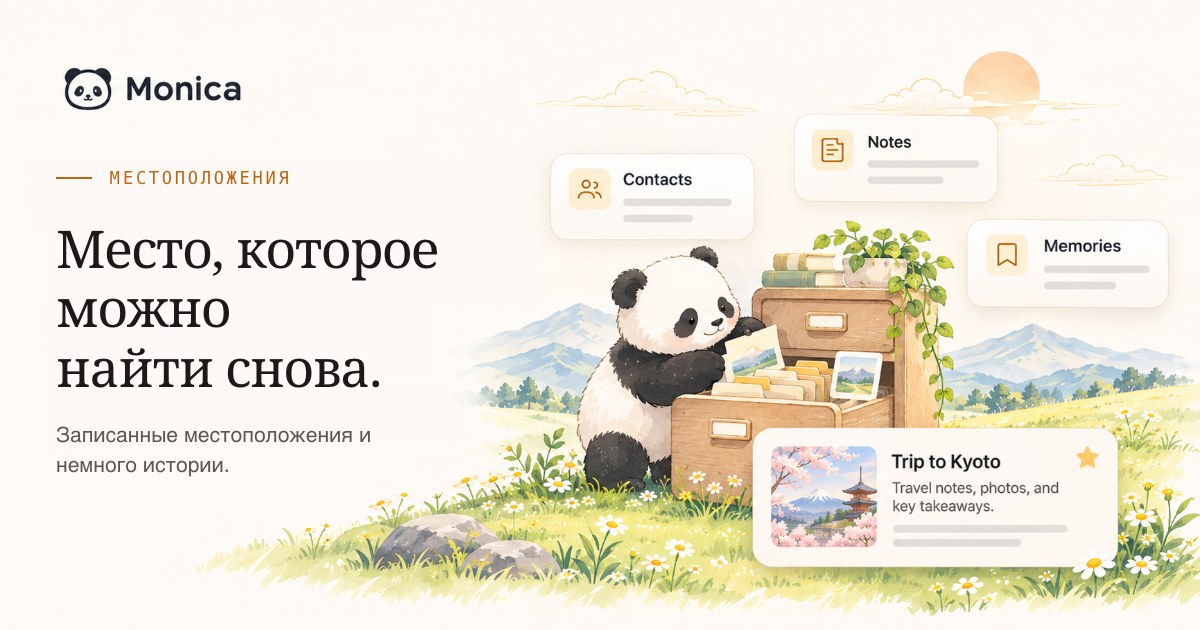 Monica
МЕСТОПОЛОЖЕНИЯ
Место, которое
можно
найти снова.
Записанные местоположения и
немного истории.
Contacts
Notes
Memories
Trip to Kyoto
Travel notes, photos, and
key takeaways.